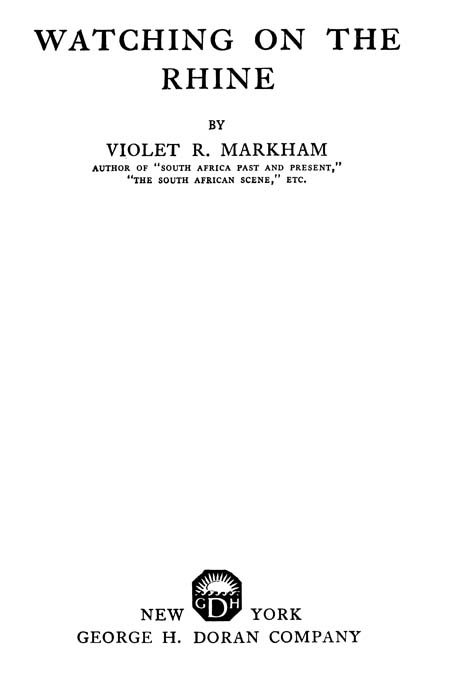 WATCHING ON THE
RHINE
BY
VIOLET R. MARKHAM
AUTHOR OF "SOUTH AFRICA PAST AND PRESENT,"
"THE SOUTH AFRICAN SCENE," ETC.
GDH
NEW YORK
GEORGE H. DORAN COMPANY